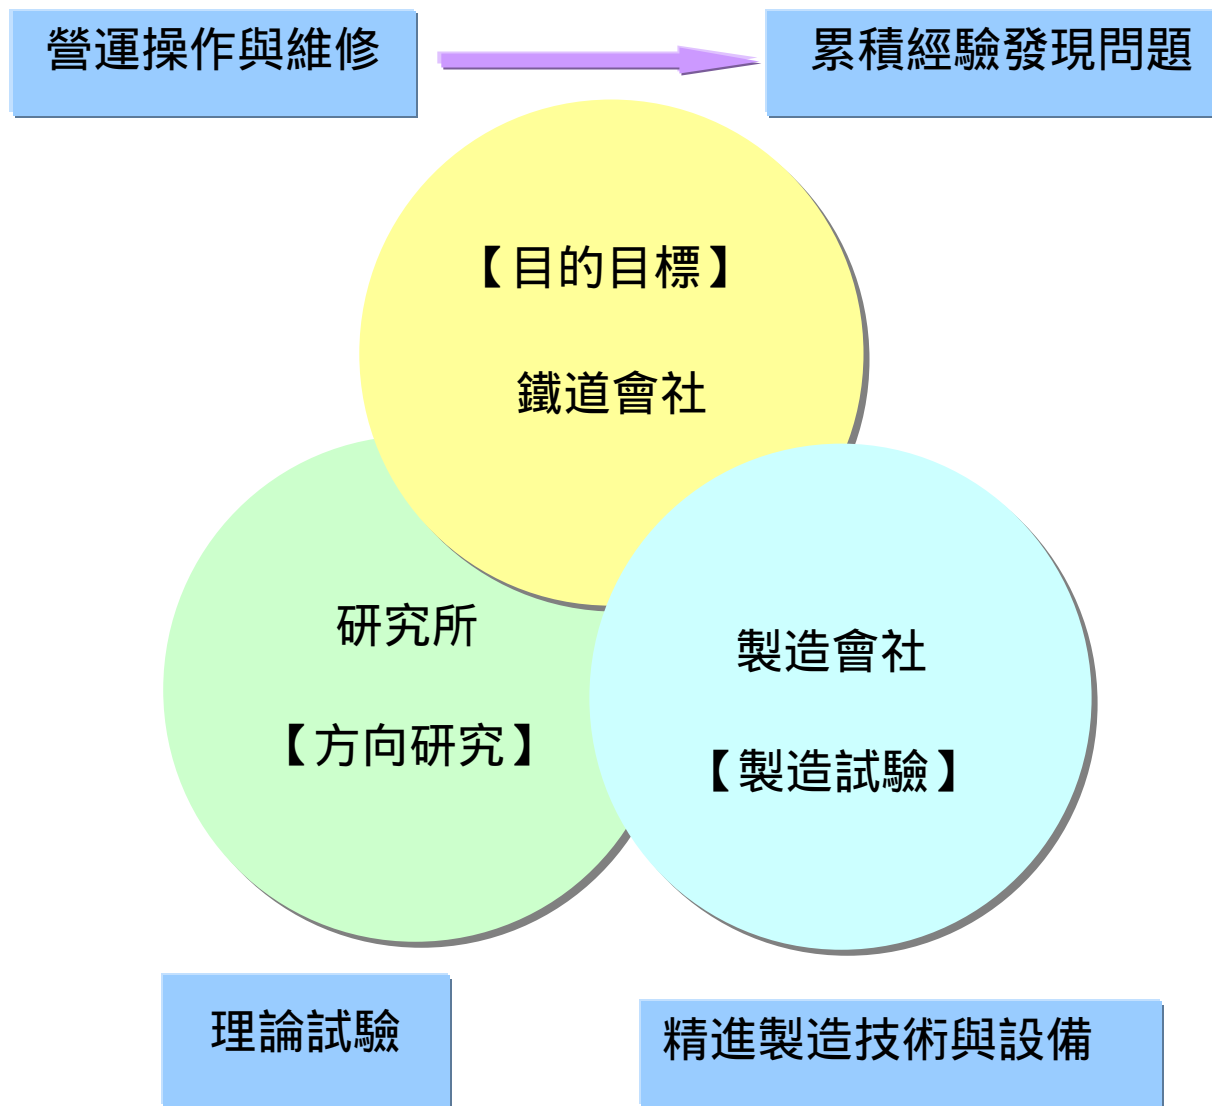 營運操作與維修
累積經驗發現問題
【目的目標】
鐵道會社
研究所
【方向研究】
製造會社
【製造試驗】
理論試驗
精進製造技術與設備